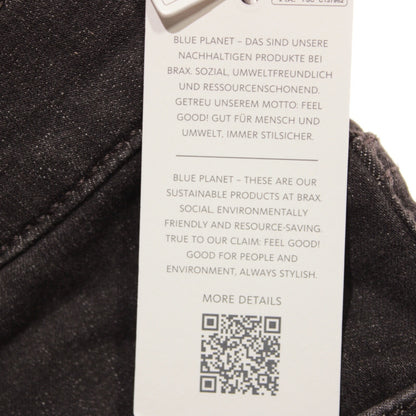 BLUE PLANET – DAS SIND UNSERE
NACHHALTIGEN PRODUKTE BEI
BRAX. SOZIAL, UMWELTFREUNDLICH
UND RESSOURCENSCHONEND.
GETREU UNSEREM MOTTO: FEEL
GOOD! GUT FÜR MENSCH UND
UMWELT, IMMER STILSICHER.
BLUE PLANET – THESE ARE OUR
SUSTAINABLE PRODUCTS AT BRAX.
SOCIAL, ENVIRONMENTALLY
FRIENDLY AND RESOURCE-SAVING.
TRUE TO OUR CLAIM: FEEL GOOD!
GOOD FOR PEOPLE AND
ENVIRONMENT, ALWAYS STYLISH.
MORE DETAILS